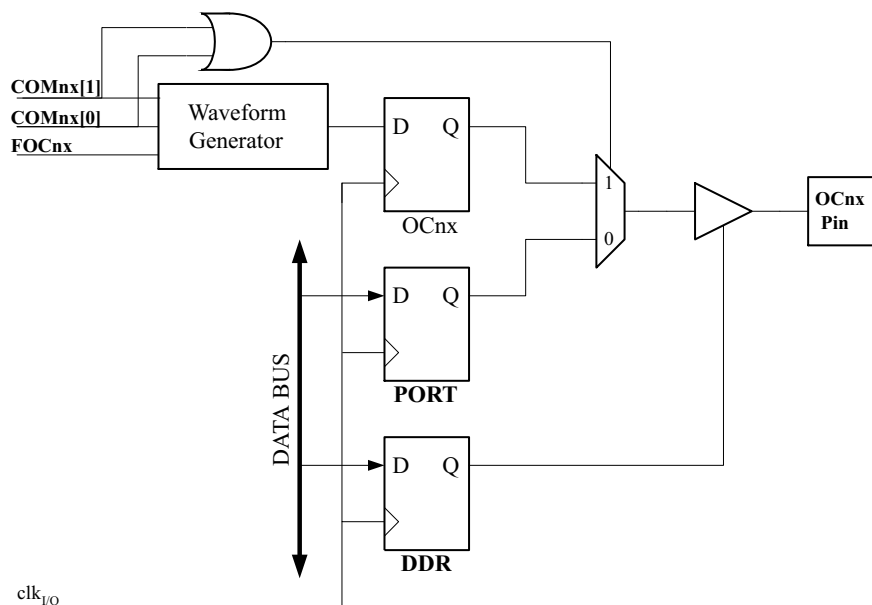 COMnx[1]
COMnx[0]
FOCnx
Waveform
Generator
D Q
OCnx
1
0
OCnx
Pin
D Q
PORT
DATA BUS
D Q
DDR
clkI/O